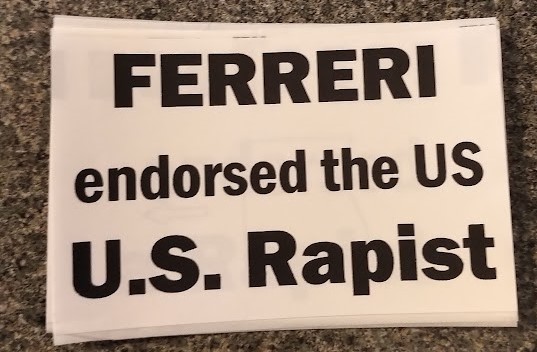 FERRERI
endorsed the US
U.S. Rapist